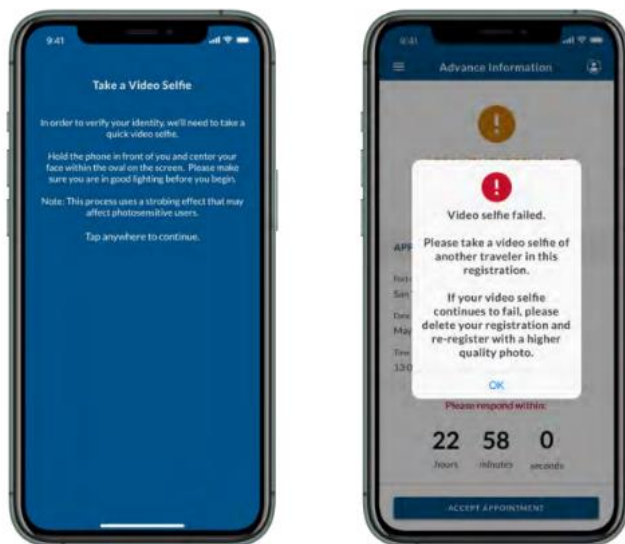 9:41
Take a Video Selfie
In order to verify your identity, we'll need to take a
quick video selfie.
Hold the phone in front of you and center your
face within the oval on the screen. Please make
sure you are in good lighting before you begin.
Note: This process uses a strobing effect that may
affect photosensitive users.
Tap anywhere to continue.
9:41
Advance Information
Video selfie failed.
Please take a video selfie of
another traveler in this
registration.
If your video selfie
continues to fail, please
delete your registration and
re-register with a higher
quality photo.
OK
Please respond within:
22 58 0
hours minutes seconds
ACCEPT APPOINTMENT